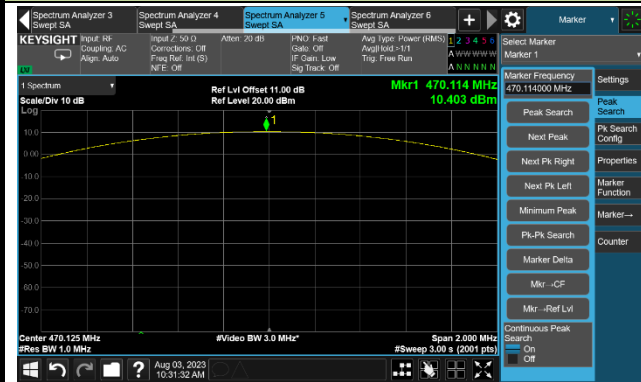 Spectrum Analyzer 3
Swept SA
Spectrum Analyzer 4
Swept SA
Spectrum Analyzer 5
Swept SA
Spectrum Analyzer 6
Swept SA
Marker
KEYSIGHT
Input: RF
Coupling: AC
Align: Auto
Input Z: 50 Ω
Corrections: Off
Freq Ref: Int (S)
NFE: Off
Atten: 20 dB
PNO: Fast
Gate: Off
IF Gain: Low
Sig Track: Off
Avg Type: Power (RMS)
Avg|Hold:>1/1
Trig: Free Run
1 2 3 4 5 6
A W W W W W
A N N N N N
Select Marker
Marker 1
1 Spectrum
Scale/Div 10 dB
Log
Ref Lvl Offset 11.00 dB
Ref Level 20.00 dBm
Mkr1 470.114 MHz
10.403 dBm
1
10.0
0.00
-10.0
-20.0
-30.0
-40.0
-50.0
-60.0
-70.0
Center 470.125 MHz
#Res BW 1.0 MHz
#Video BW 3.0 MHz*
Span 2.000 MHz
#Sweep 3.00 s (2001 pts)
Marker Frequency
470.114000 MHz
Peak Search
Next Peak
Next Pk Right
Next Pk Left
Minimum Peak
Pk-Pk Search
Marker Delta
Mkr→CF
Mkr→Ref Lvl
Continuous Peak
Search
On
Off
Settings
Peak
Search
Pk Search
Config
Properties
Marker
Function
Marker→
Counter
Aug 03, 2023
10:31:32 AM